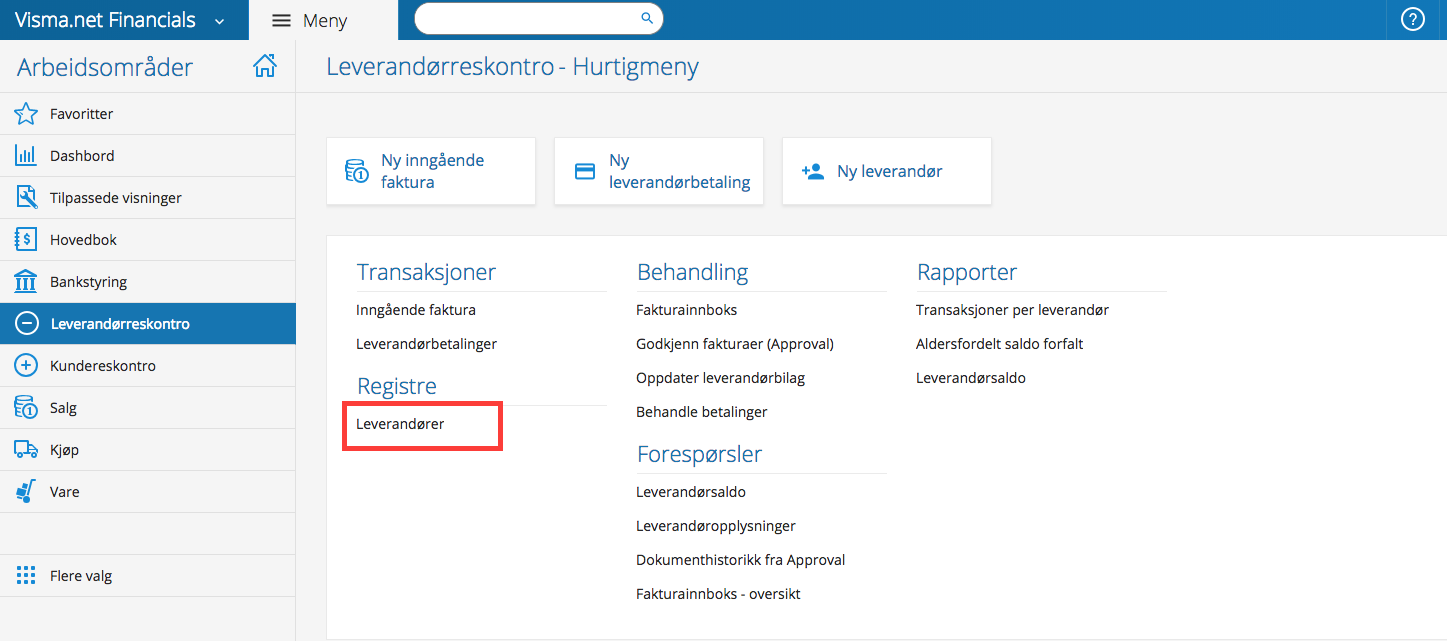 Visma.net Financials
Meny
Arbeidsområder
Favoritter
Dashbord
Tilpassede visninger
Hovedbok
Bankstyring
Leverandørreskontro
Kundereskontro
Salg
Kjøp
Vare
Flere valg
Leverandørreskontro - Hurtigmeny
Ny inngående
faktura
Ny
leverandørbetaling
Ny leverandør
Transaksjoner
Inngående faktura
Leverandørbetalinger
Registre
Leverandører
Behandling
Fakturainnboks
Godkjenn fakturaer (Approval)
Oppdater leverandørbilag
Behandle betalinger
Forespørsler
Leverandørsaldo
Leverandøropplysninger
Dokumenthistorikk fra Approval
Fakturainnboks - oversikt
Rapporter
Transaksjoner per leverandør
Aldersfordelt saldo forfalt
Leverandørsaldo